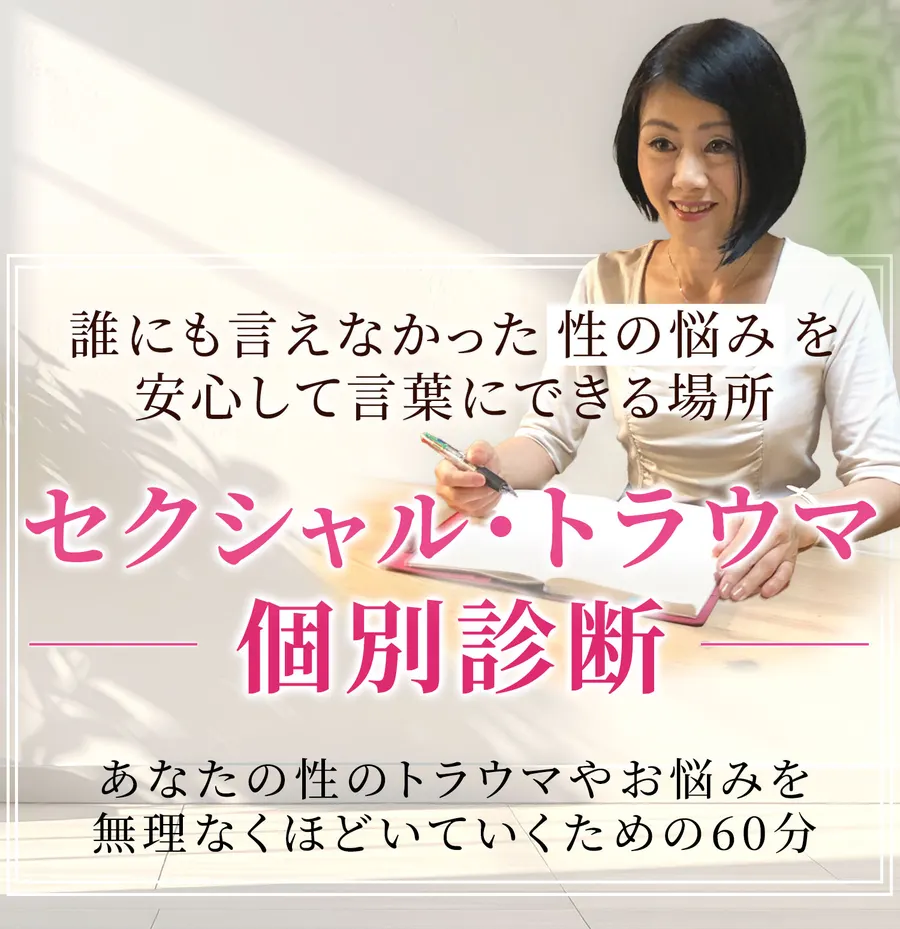 誰にも言えなかった 性の悩み を
安心して言葉にできる場所
セクシャル・トラウマ
個別診断
あなたの性のトラウマやお悩みを
無理なくほどいていくための60分